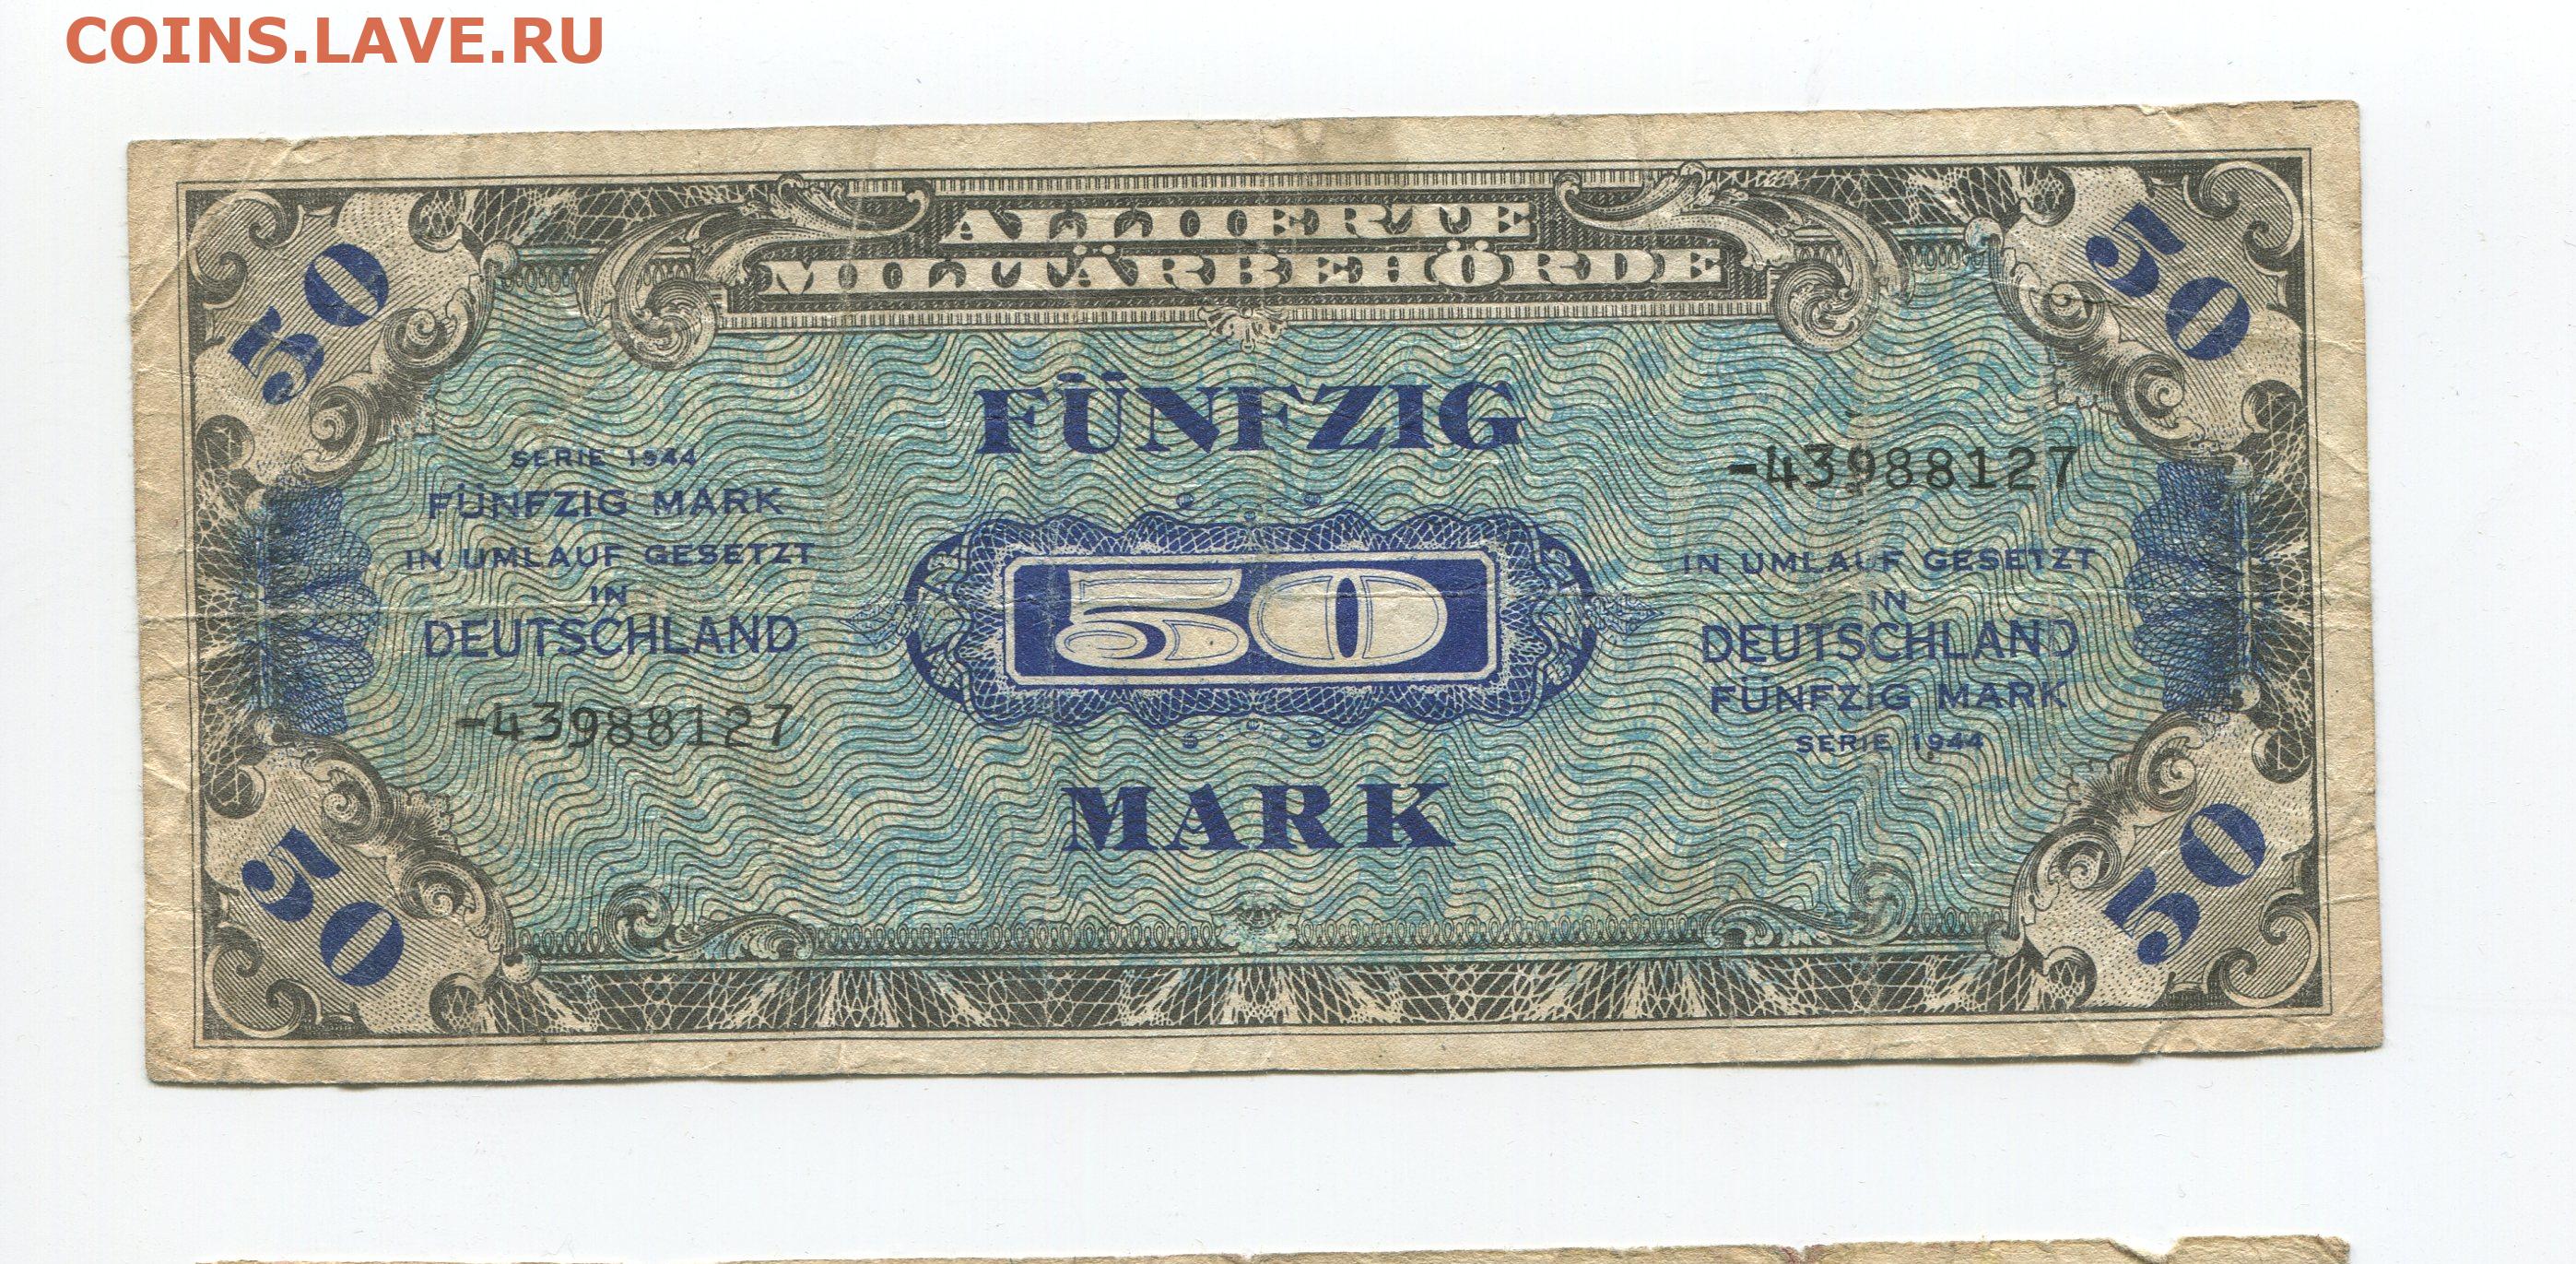 COINS.LAVE.RU
50
50
ALLIIERTE
MILITÄRBEHÖRDE
FÜNFZIG
SERIE 1944
FÜNFZIG MARK
IN UMLAUF GESETZT
IN
DEUTSCHLAND
-43988127
50
-43988127
IN UMLAUF GESETZT
IN
DEUTSCHLAND
FÜNFZIG MARK
SERIE 1944
MARK
50
50